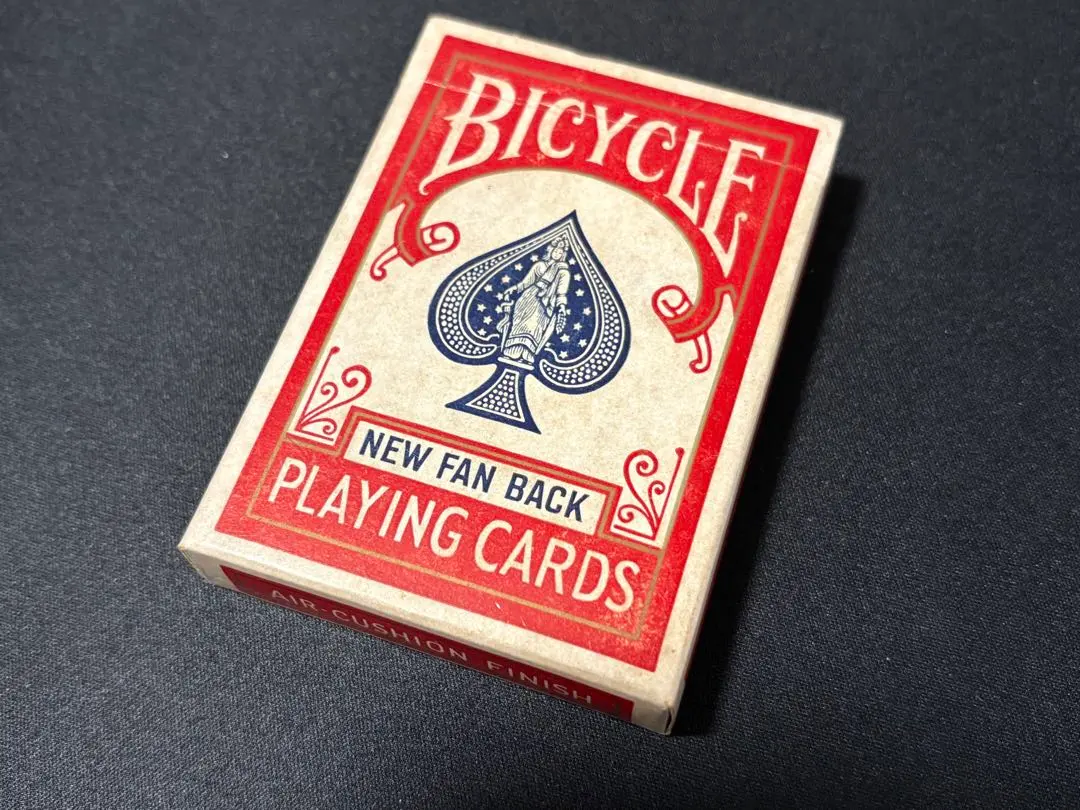 BICYCLE
NEW FAN BACK
PLAYING CARDS
AIR-CUSHION FINISH